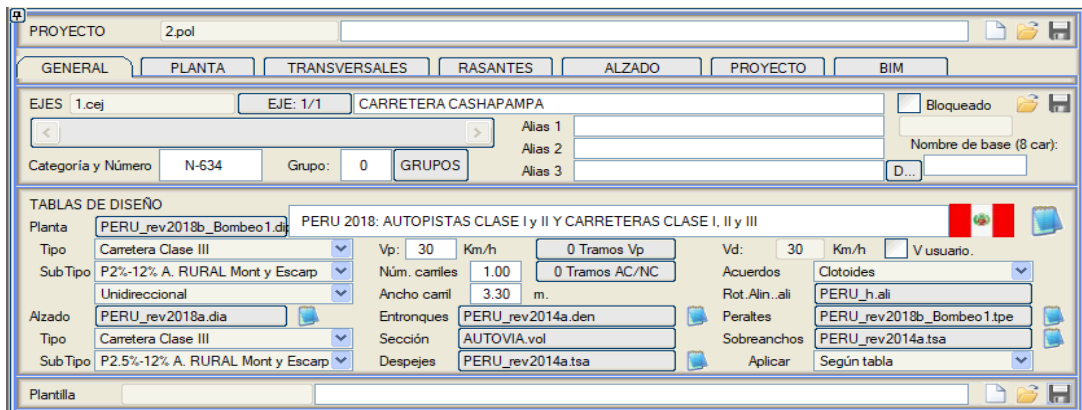 PROYECTO 2.pol
GENERAL PLANTA TRANSVERSALES RASANTES ALZADO PROYECTO BIM
EJES 1.cej EJE: 1/1 CARRETERA CASHAPAMPA Bloqueado
Alias 1
Alias 2 Nombre de base (8 car):
Categoría y Número N-634 Grupo: 0 GRUPOS Alias 3 D...
TABLAS DE DISEÑO
Planta PERU_rev2018b_Bombeo1.dip PERU 2018: AUTOPISTAS CLASE I y II Y CARRETERAS CLASE I, II y III
Tipo Carretera Clase III Vp: 30 Km/h 0 Tramos Vp Vd: 30 Km/h V usuario.
SubTipo P2%-12% A. RURAL Mont y Escarp Núm. carriles 1.00 0 Tramos AC/NC Acuerdos Clotoides
Unidireccional Ancho carril 3.30 m. Rot.Alin..ali PERU_h.ali
Alzado PERU_rev2018a.dia Entronques PERU_rev2014a.den Peraltes PERU_rev2018b_Bombeo1.tpe
Tipo Carretera Clase III Sección AUTOVIA.vol Sobreanchos PERU_rev2014a.tsa
SubTipo P2.5%-12% A. RURAL Mont y Escarp Despejes PERU_rev2014a.tsa Aplicar Según tabla
Plantilla